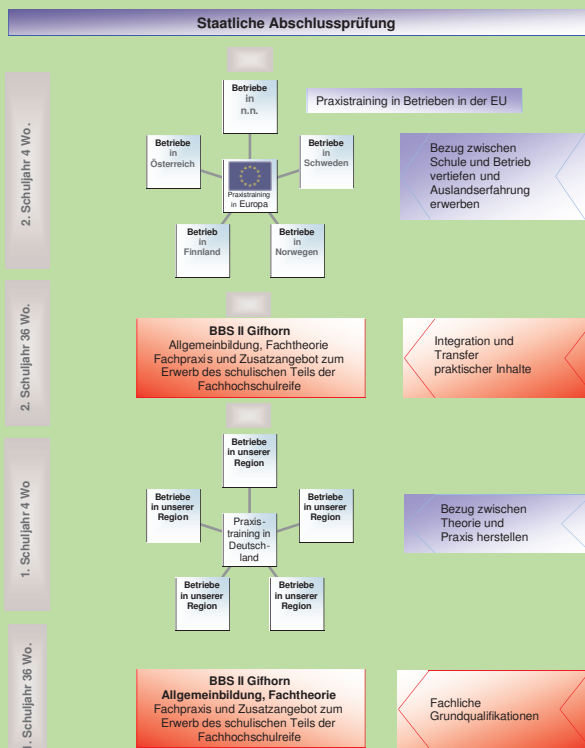 Staatliche Abschlussprüfung
2. Schuljahr 4 Wo.
Betriebe
in
n.n.
Praxistraining in Betrieben in der EU
Betriebe
in
Österreich
Betriebe
in
Schweden
Praxistraining
in Europa
Betrieb
in
Finnland
Betriebe
in
Norwegen
Bezug zwischen
Schule und Betrieb
vertiefen und
Auslandserfahrung
erwerben
2. Schuljahr 36 Wo.
BBS II Gifhorn
Allgemeinbildung, Fachtheorie
Fachpraxis und Zusatzangebot zum
Erwerb des schulischen Teils der
Fachhochschulreife
Integration und
Transfer
praktischer Inhalte
1. Schuljahr 4 Wo
Betriebe
in unserer
Region
Betriebe
in unserer
Region
Betriebe
in unserer
Region
Praxis-
training in
Deutsch-
land
Betriebe
in unserer
Region
Betriebe
in unserer
Region
Bezug zwischen
Theorie und
Praxis herstellen
1. Schuljahr 36 Wo.
BBS II Gifhorn
Allgemeinbildung, Fachtheorie
Fachpraxis und Zusatzangebot zum
Erwerb des schulischen Teils der
Fachhochschulreife
Fachliche
Grundqualifikationen